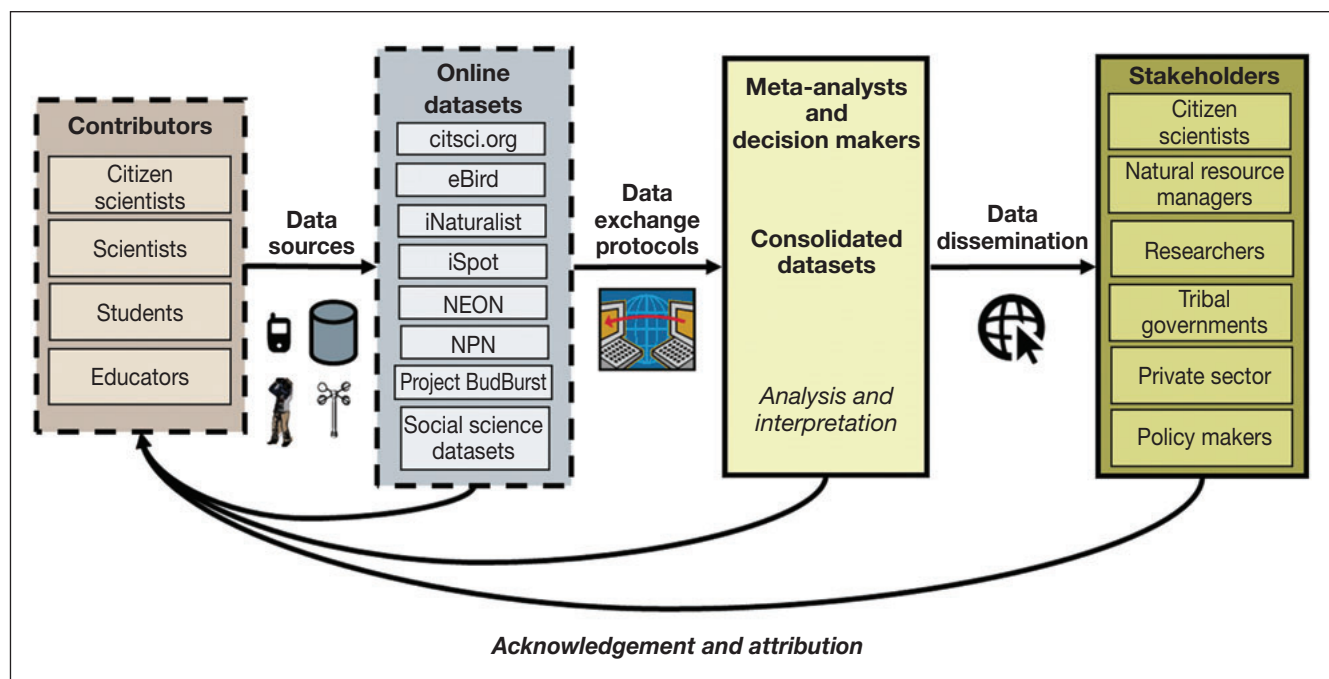 Contributors
Citizen
scientists
Scientists
Students
Educators
Data
sources
Online
datasets
citsci.org
eBird
iNaturalist
iSpot
NEON
NPN
Project BudBurst
Social science
datasets
Data
exchange
protocols
Meta-analysts
and
decision makers
Consolidated
datasets
Analysis and
interpretation
Data
dissemination
Stakeholders
Citizen
scientists
Natural resource
managers
Researchers
Tribal
governments
Private sector
Policy makers
Acknowledgement and attribution